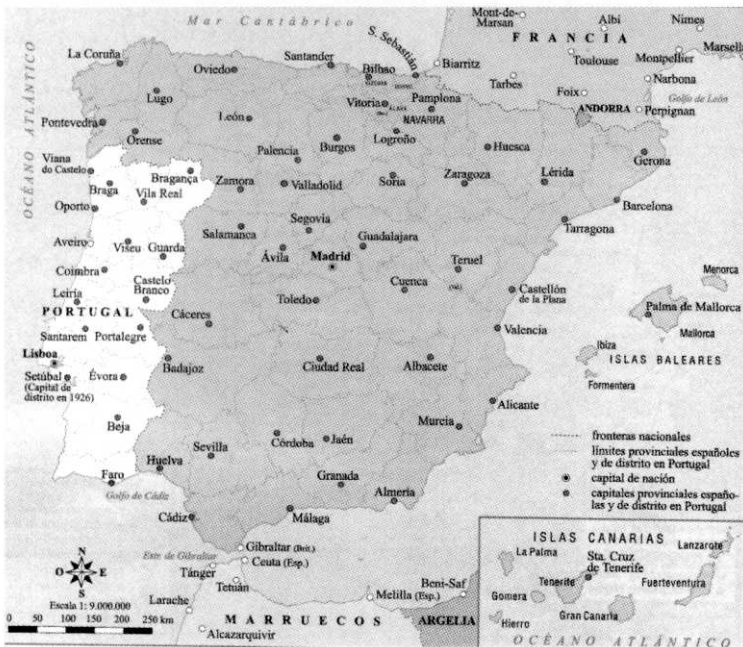 Mar Cantábrico
Mont-de-
Marsan
Albi
Nimes
FRANCIA
Marsell
Montpellier
Toulouse
La Coruña
Santander
S. Sebastián
Biarritz
Oviedo
Bilbao
Tarbes
Narbona
Golfo de León
Foix
Lugo
Vitoria
ÁLAVA
Pamplona
ANDORRA
Perpignan
OCÉANO ATLÁNTICO
Pontevedra
León
NAVARRA
Orense
Burgos
Logroño
Palencia
Huesca
Gerona
Viana
do Castelo
Bragança
Braga
Vila Real
Zamora
Valladolid
Soria
Zaragoza
Lérida
Barcelona
Oporto
Segovia
Tarragona
Salamanca
Aveiro
Viseu
Guarda
Ávila
Guadalajara
Madrid
Teruel
Coimbra
Castelo
Branco
Cuenca
(Val.)
Castellón
de la Plana
Menorca
Leiría
Toledo
Palma de Mallorca
PORTUGAL
Cáceres
Santarem
Portalegre
Valencia
Mallorca
Ibiza
ISLAS BALEARES
Lisboa
Badajoz
Ciudad Real
Albacete
Setúbal
(Capital de
distrito en 1926)
Évora
Formentera
Alicante
Beja
Murcia
Córdoba
Jaén
Sevilla
fronteras nacionales
límites provinciales españoles
y de distrito en Portugal
capital de nación
capitales provinciales españo-
las y de distrito en Portugal
Huelva
Faro
Granada
Golfo de Cádiz
Almería
Cádiz
Málaga
Gibraltar (Brit.)
Estr. de Gibraltar
Ceuta (Esp.)
Tánger
Tetuán
Melilla (Esp.)
Beni-Saf
Larache
MARRUECOS
ARGELIA
Alcazarquivir
N
O
E
S
Escala 1: 9.000.000
0 50 100 150 200 250 km
ISLAS CANARIAS
Lanzarote
La Palma
Sta. Cruz
de Tenerife
Tenerife
Fuerteventura
Gomera
Gran Canaria
Hierro
OCÉANO ATLÁNTICO